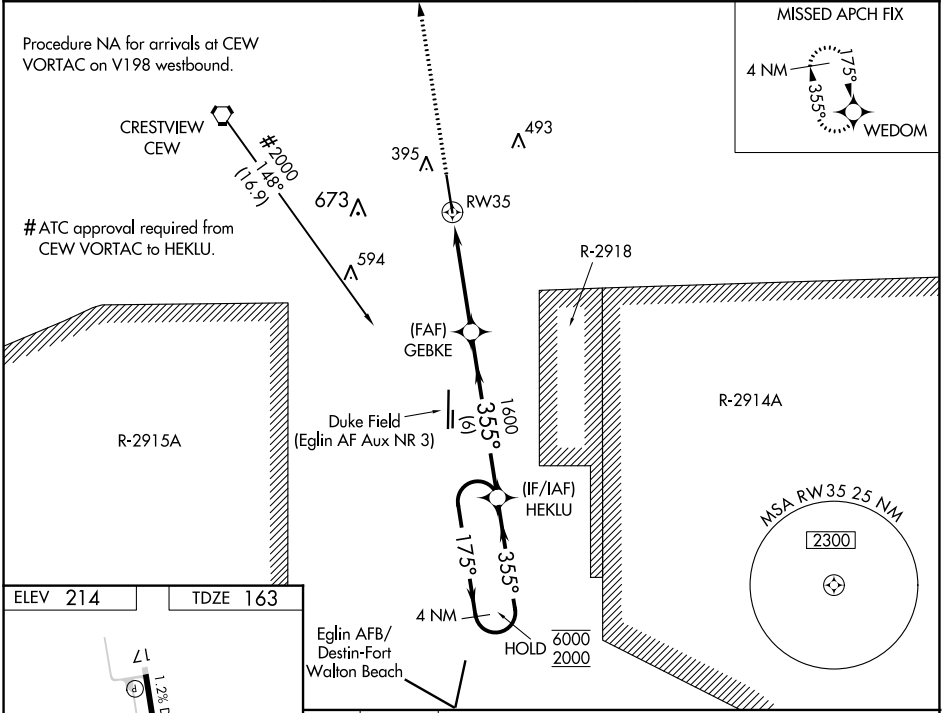 Procedure NA for arrivals at CEW
VORTAC on V198 westbound.
MISSED APCH FIX
4 NM
175°
355°
WEDOM
CRESTVIEW
CEW
#2000
148°
(16.9)
395
493
673
RW35
#ATC approval required from
CEW VORTAC to HEKLU.
594
R-2918
(FAF)
GEBKE
1600
355°
(6)
Duke Field
(Eglin AF Aux NR 3)
R-2915A
R-2914A
(IF/IAF)
HEKLU
MSA RW35 25 NM
2300
175°
355°
4 NM
HOLD
6000
2000
ELEV 214
TDZE 163
Eglin AFB/
Destin-Fort
Walton Beach
17
P
1.2%